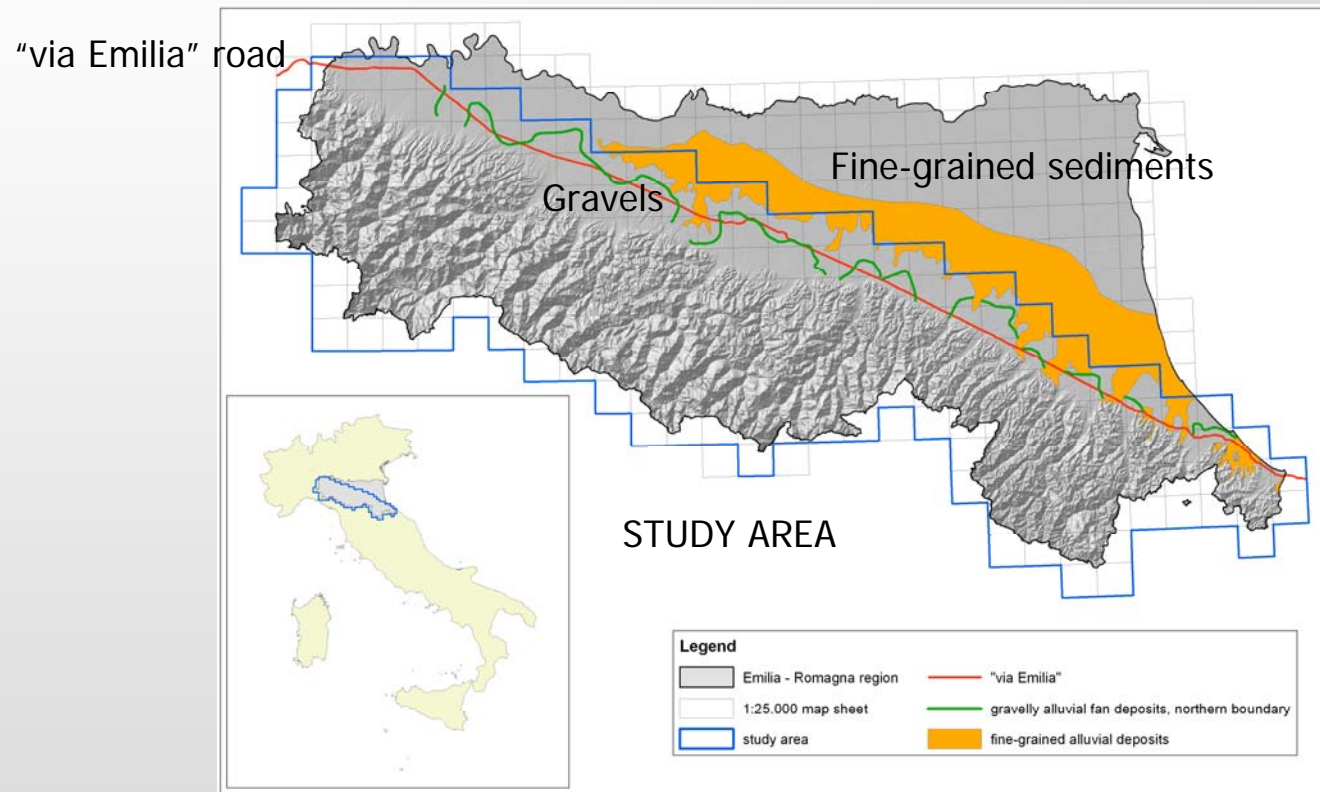 “via Emilia” road
Fine-grained sediments
Gravels
STUDY AREA
Legend
Emilia - Romagna region
1:25.000 map sheet
study area
"via Emilia"
gravelly alluvial fan deposits, northern boundary
fine-grained alluvial deposits